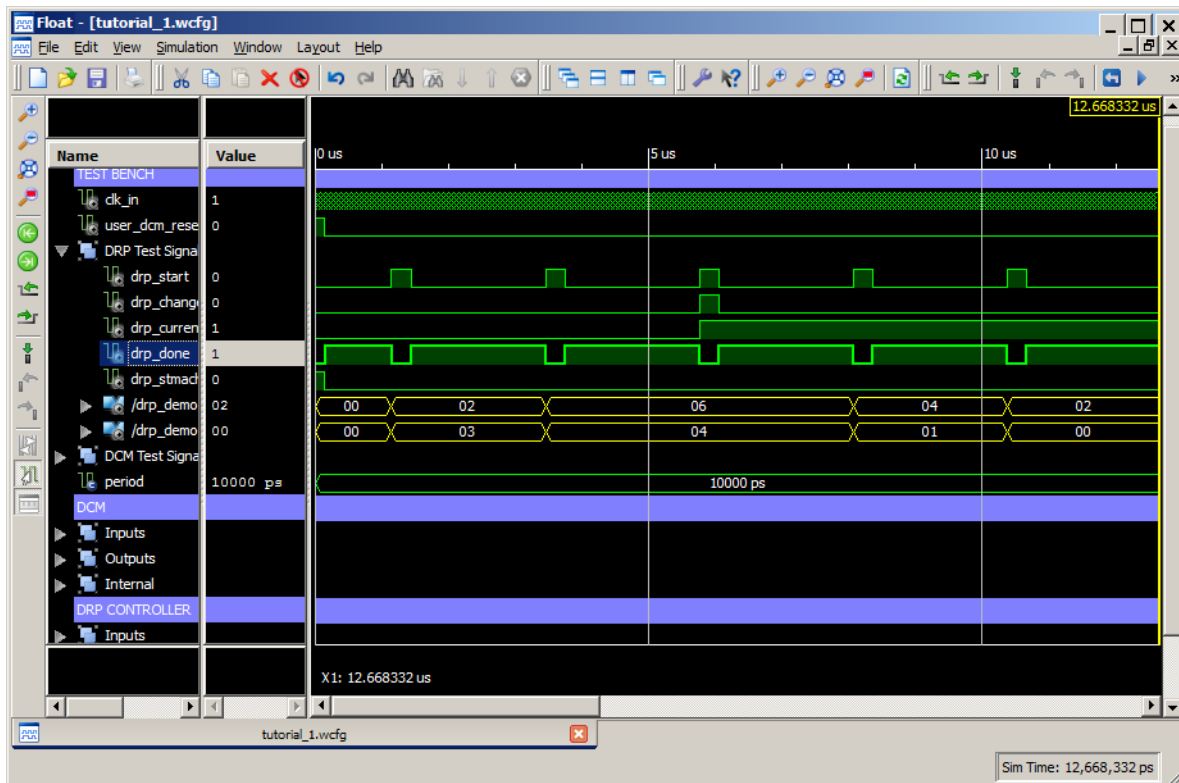 Float - [tutorial_1.wcfg]
File Edit View Simulation Window Layout Help
»
12.668332 us
Name Value 0 us 5 us 10 us
TEST BENCH
clk_in 1
user_dcm_rese 0
DRP Test Signa
drp_start 0
drp_change 0
drp_curren 1
drp_done 1
drp_stmach 0
/drp_demo 02 00 02 06 04 02
/drp_demo 00 00 03 04 01 00
DCM Test Signa
period 10000 ps 10000 ps
DCM
Inputs
Outputs
Internal
DRP CONTROLLER
Inputs
X1: 12.668332 us
tutorial_1.wcfg
Sim Time: 12,668,332 ps